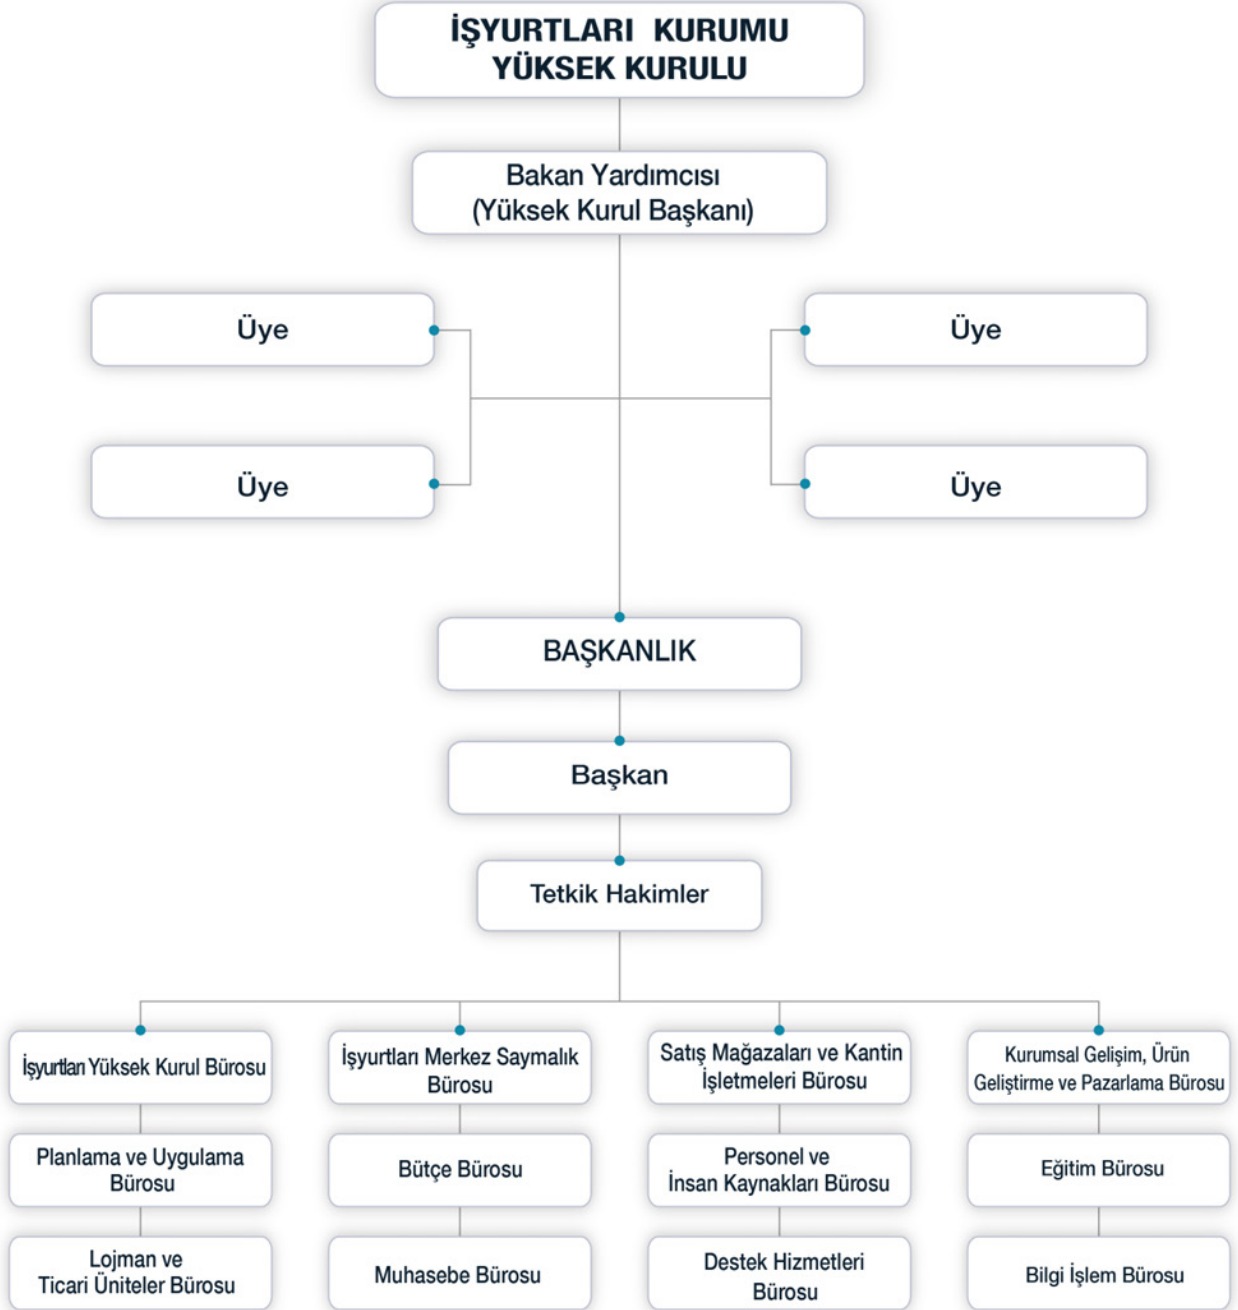 İŞYURTLARI KURUMU
YÜKSEK KURULU
Bakan Yardımcısı
(Yüksek Kurul Başkanı)
Üye
Üye
Üye
Üye
BAŞKANLIK
Başkan
Tetkik Hakimler
İşyurtları Yüksek Kurul Bürosu
İşyurtları Merkez Saymalık
Bürosu
Satış Mağazaları ve Kantin
İşletmeleri Bürosu
Kurumsal Gelişim, Ürün
Geliştirme ve Pazarlama Bürosu
Planlama ve Uygulama
Bürosu
Bütçe Bürosu
Personel ve
İnsan Kaynakları Bürosu
Eğitim Bürosu
Lojman ve
Ticari Üniteler Bürosu
Muhasebe Bürosu
Destek Hizmetleri
Bürosu
Bilgi İşlem Bürosu